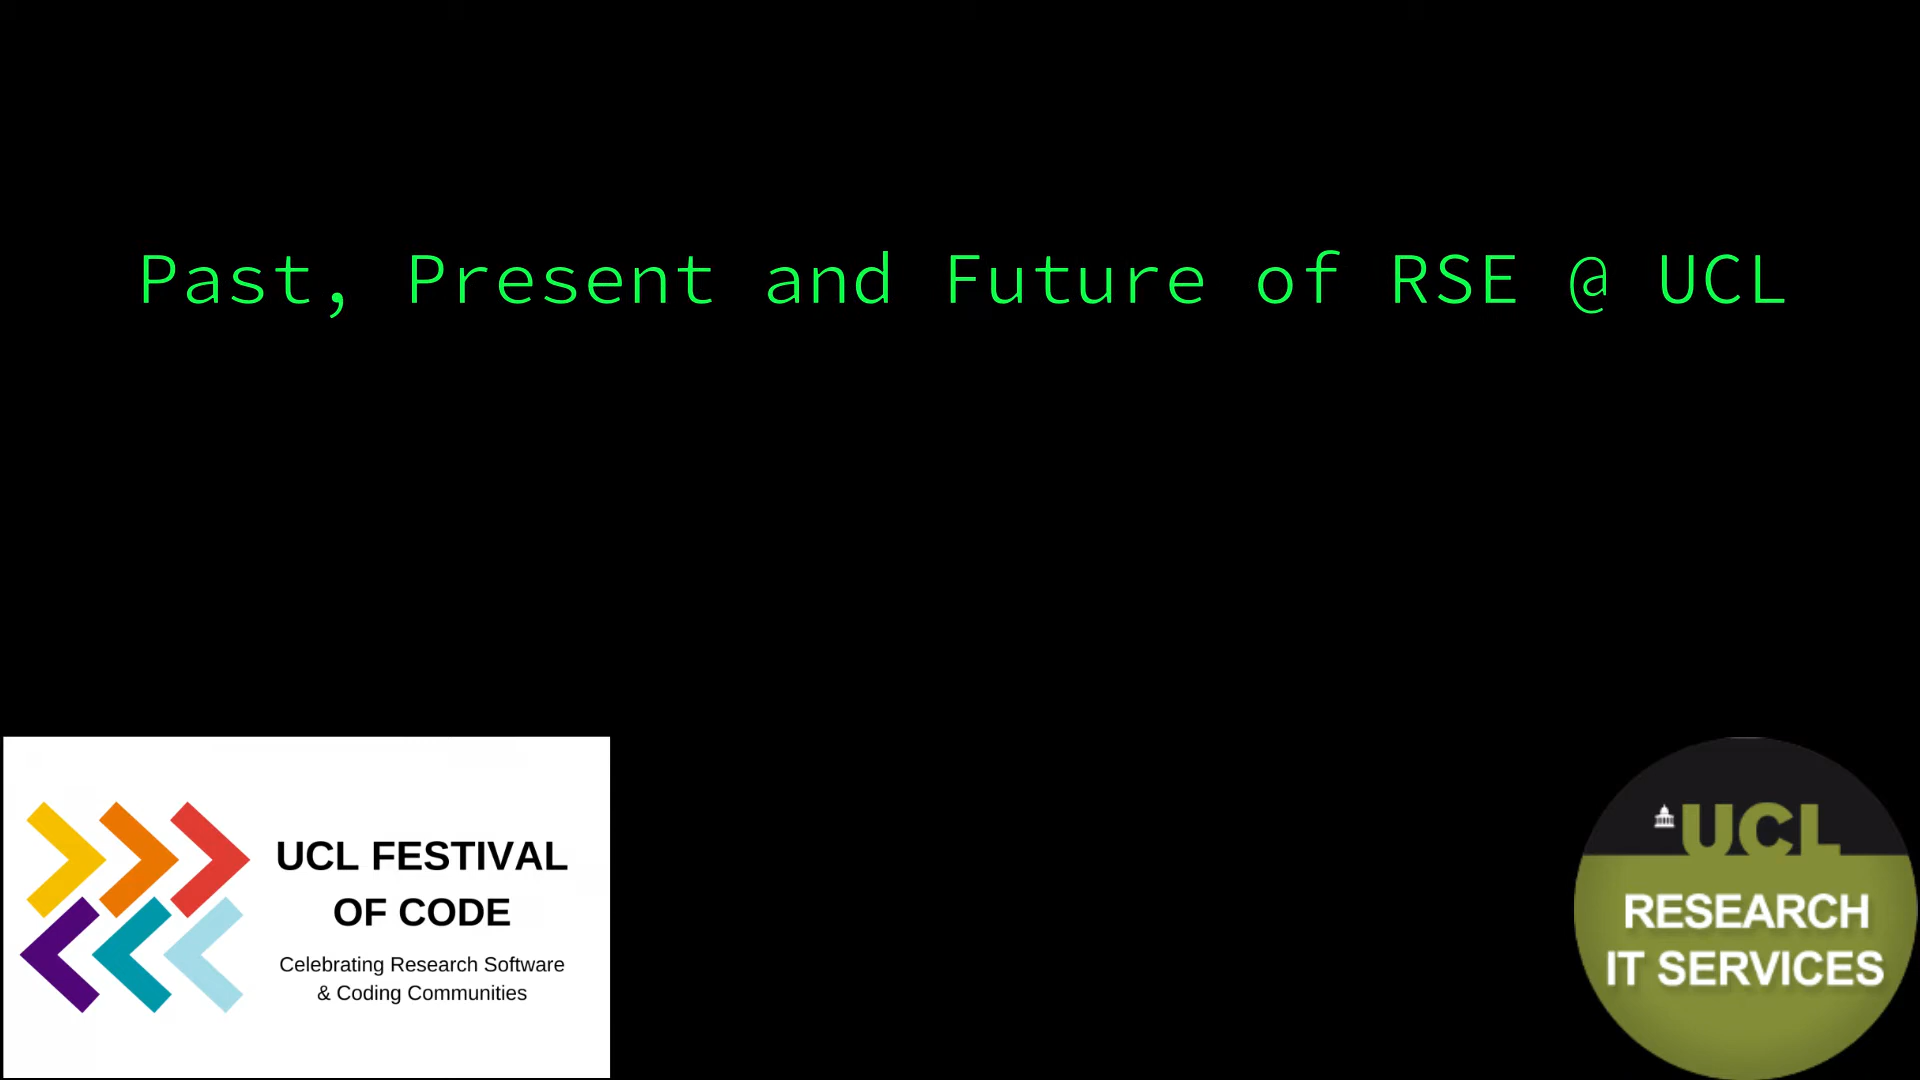 Past, Present and Future of RSE @ UCL
UCL FESTIVAL
OF CODE
Celebrating Research Software
& Coding Communities
UCL
RESEARCH
IT SERVICES